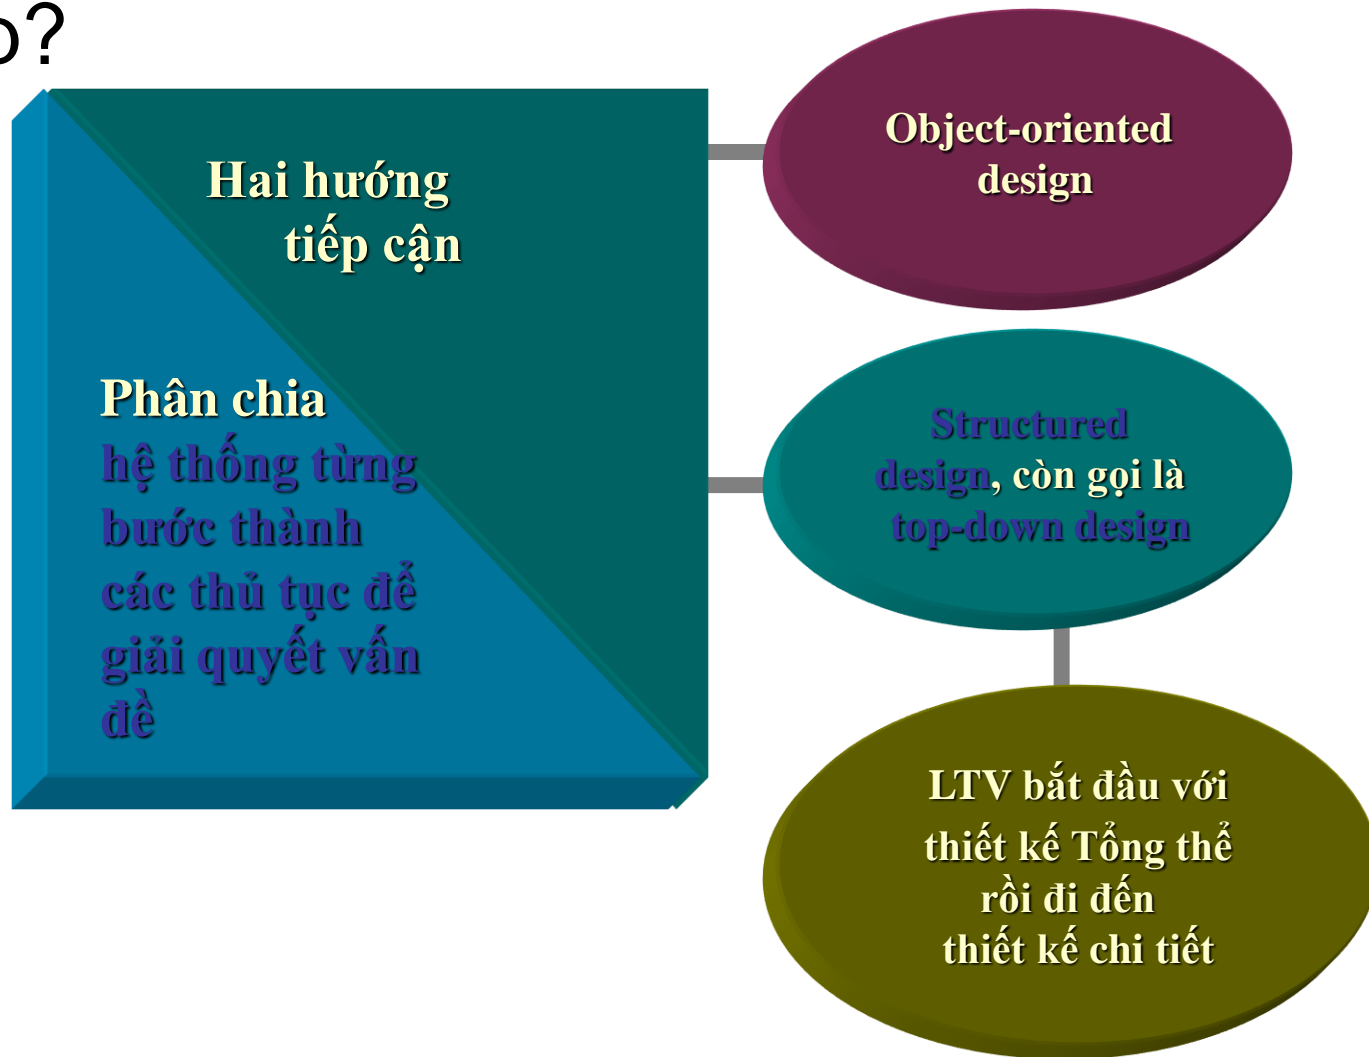 o?
Hai hướng
tiếp cận
Phân chia
hệ thống từng
bước thành
các thủ tục để
giải quyết vấn
đề
Object-oriented
design
Structured
design, còn gọi là
top-down design
LTV bắt đầu với
thiết kế Tổng thể
rồi đi đến
thiết kế chi tiết